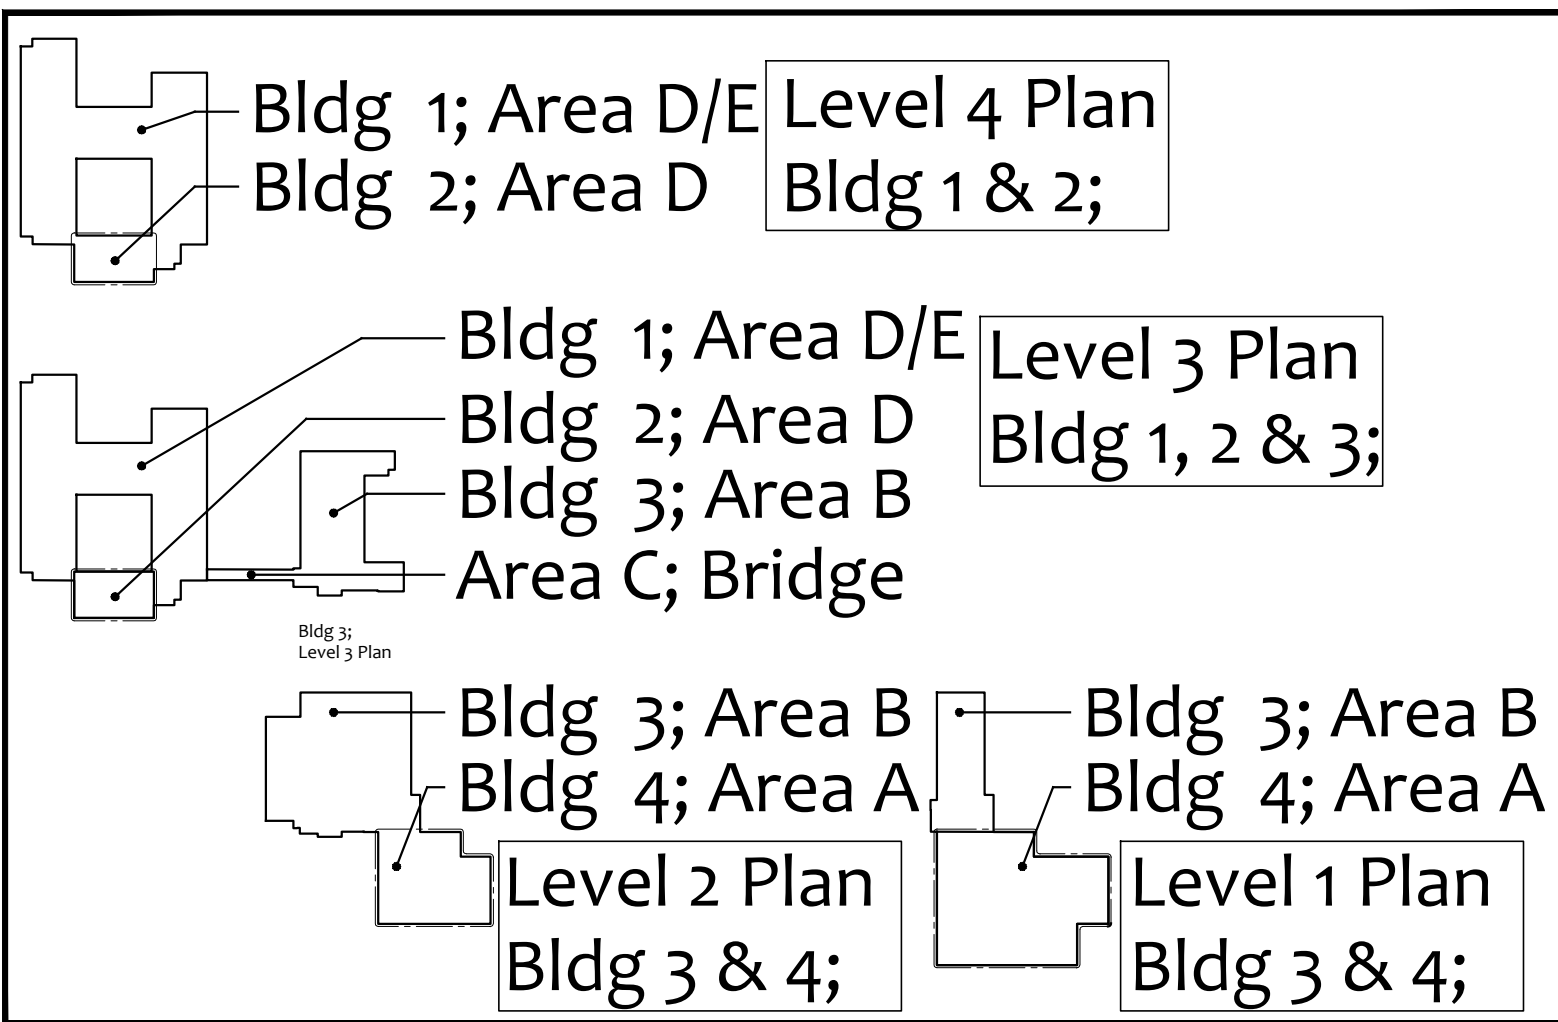 Bldg 1; Area D/E
Bldg 2; Area D
Level 4 Plan
Bldg 1 & 2;
Bldg 1; Area D/E
Bldg 2; Area D
Bldg 3; Area B
Area C; Bridge
Level 3 Plan
Bldg 1, 2 & 3;
Bldg 3;
Level 3 Plan
Bldg 3; Area B
Bldg 4; Area A
Level 2 Plan
Bldg 3 & 4;
Bldg 3; Area B
Bldg 4; Area A
Level 1 Plan
Bldg 3 & 4;